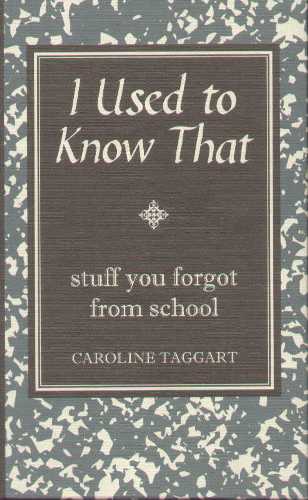 I Used to
Know That
stuff you forgot
from school
CAROLINE TAGGART